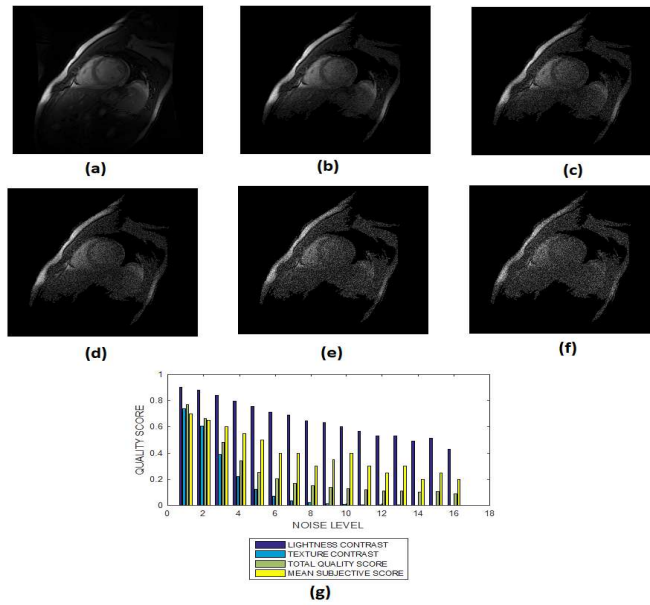 (a)
(b)
(c)
(d)
(e)
(f)
1
0.8
0.6
0.4
0.2
0
QUALITY SCORE
0 2 4 6 8 10 12 14 16 18
NOISE LEVEL
LIGHTNESS CONTRAST
TEXTURE CONTRAST
TOTAL QUALITY SCORE
MEAN SUBJECTIVE SCORE
(g)